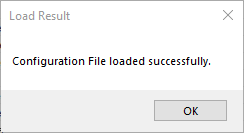 Load Result
Configuration File loaded successfully.
OK